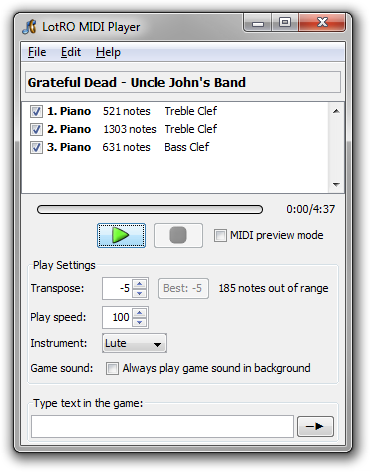 LotRO MIDI Player
File Edit Help
Grateful Dead - Uncle John's Band
1. Piano 521 notes Treble Clef
2. Piano 1303 notes Treble Clef
3. Piano 631 notes Bass Clef
0:00/4:37
MIDI preview mode
Play Settings
Transpose: -5 Best: -5 185 notes out of range
Play speed: 100
Instrument: Lute
Game sound: Always play game sound in background
Type text in the game: